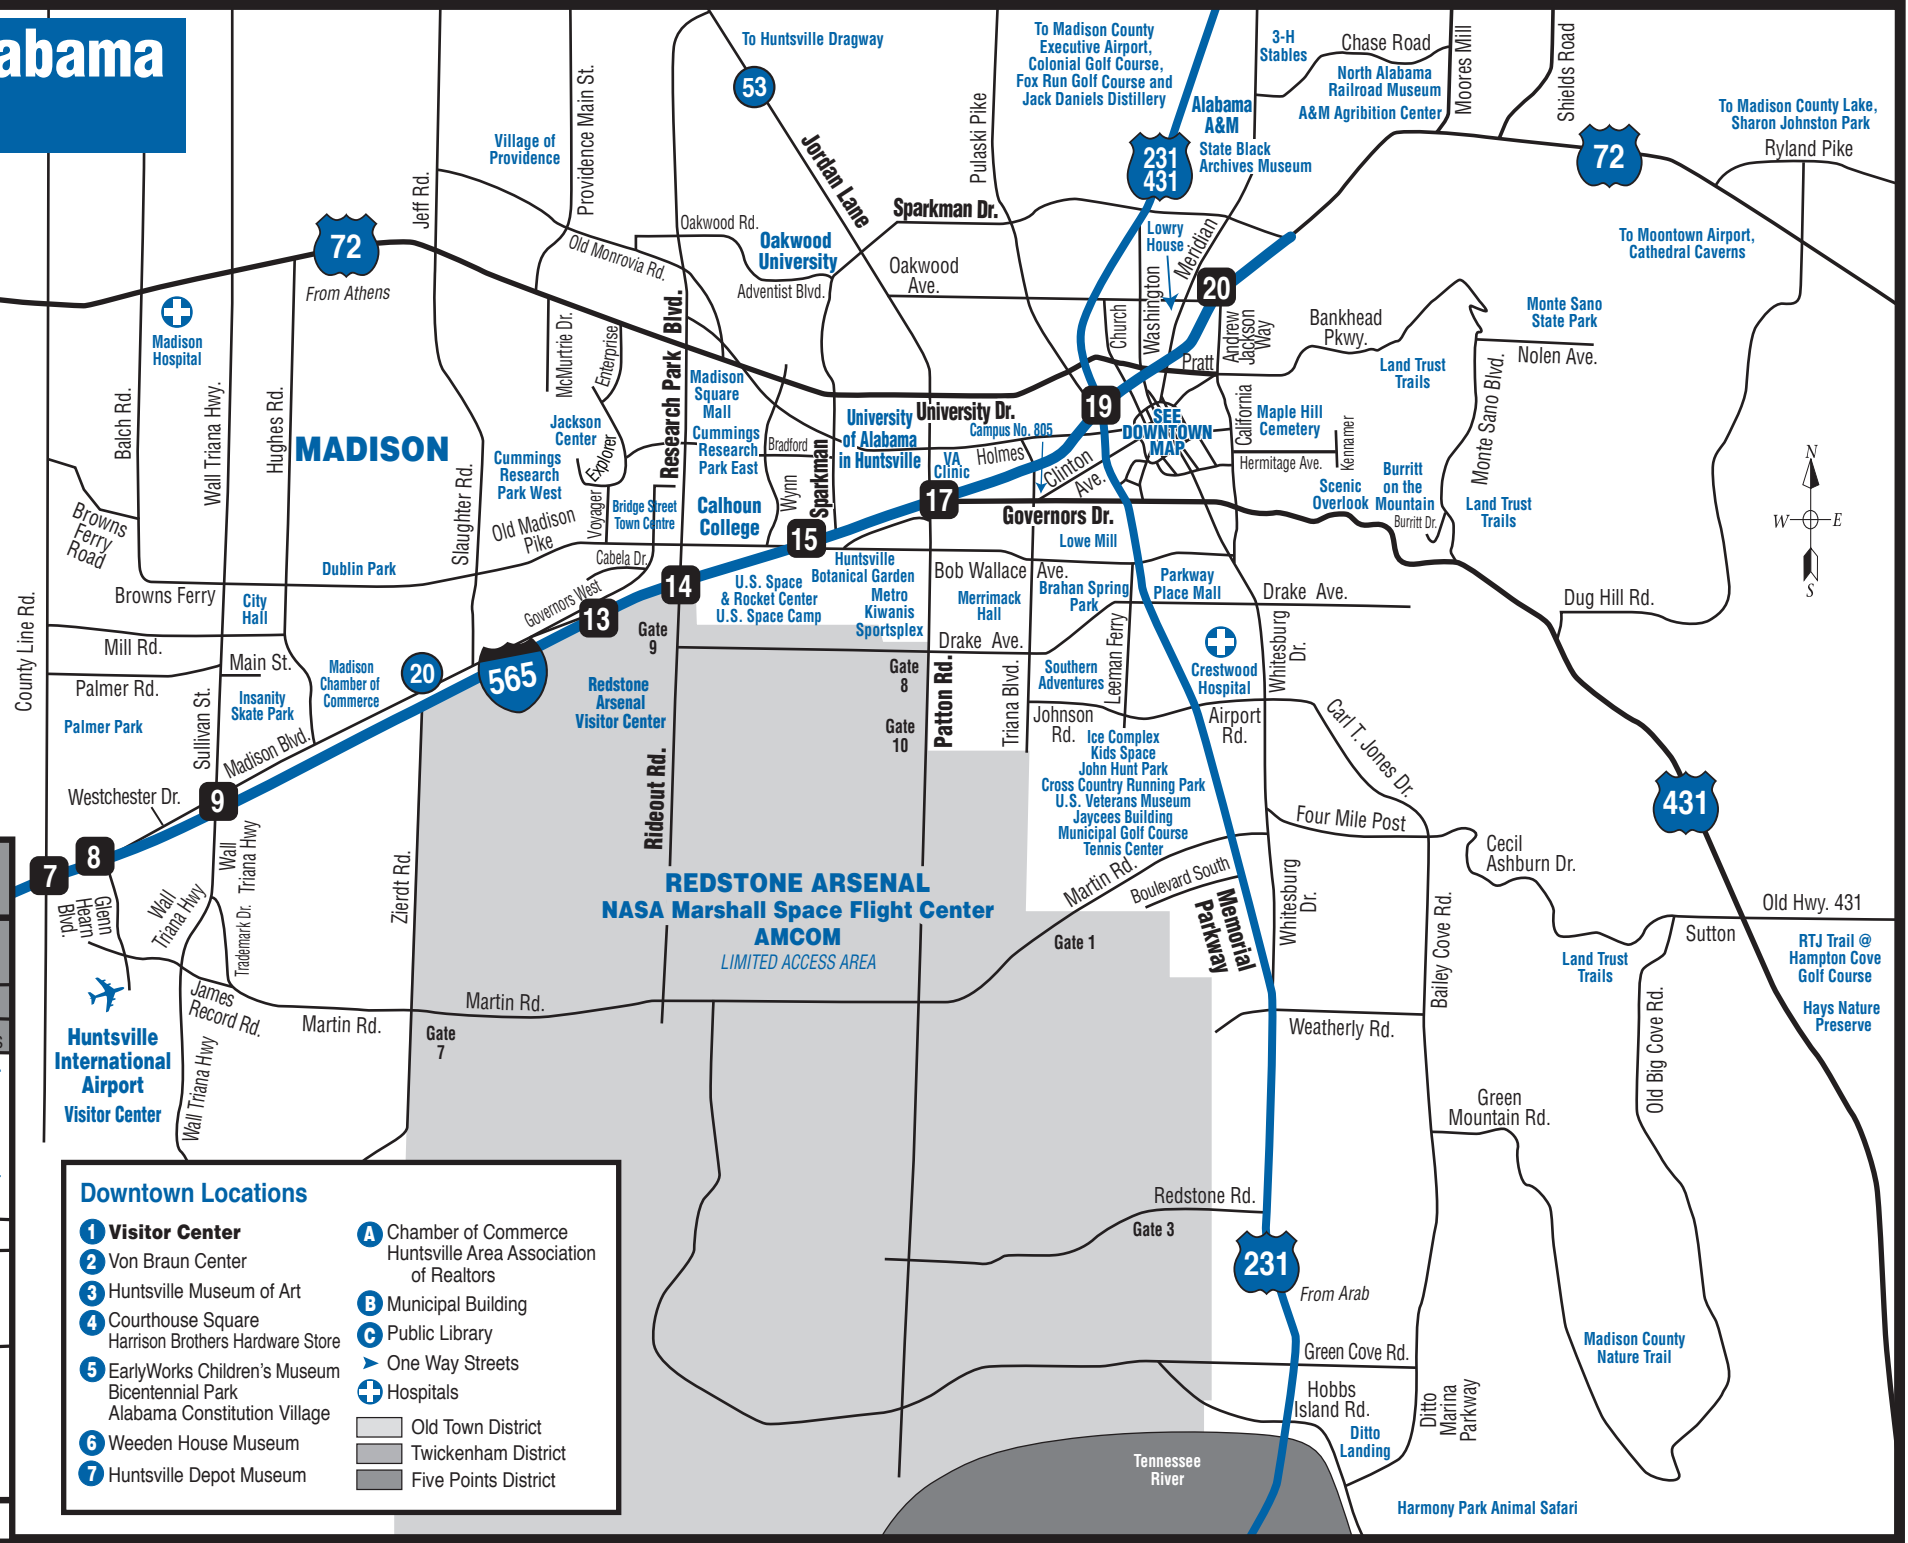 abama
To Huntsville Dragway
53
Jordan Lane
Providence Main St.
Village of
Providence
Jeff Rd.
72
From Athens
Old Monrovia Rd.
Oakwood Rd.
Oakwood
University
Adventist Blvd.
Sparkman Dr.
Oakwood
Ave.
Pulaski Pike
To Madison County
Executive Airport,
Colonial Golf Course,
Fox Run Golf Course and
Jack Daniels Distillery
231
431
Alabama
A&M
State Black
Archives Museum
3-H
Stables
Chase Road
North Alabama
Railroad Museum
A&M Agribition Center
Moores Mill
Shields Road
72
To Madison County Lake,
Sharon Johnston Park
Ryland Pike
To Moontown Airport,
Cathedral Caverns
Lowry
House
Meridian
Washington
Church
20
Pratt
Andrew
Jackson
Way
Bankhead
Pkwy.
Monte Sano
State Park
Nolen Ave.
Land Trust
Trails
Monte Sano Blvd.
Madison
Hospital
Balch Rd.
Wall Triana Hwy.
Hughes Rd.
MADISON
Slaughter Rd.
McMurtrie Dr.
Enterprise
Research Park Blvd.
Jackson
Center
Explorer
Cummings
Research
Park West
Voyager
Old Madison
Pike
Bridge Street
Town Centre
Cabela Dr.
Madison
Square
Mall
Cummings
Research
Park East
Bradford
Wynn
Sparkman
Calhoun
College
University Dr.
University
of Alabama
in Huntsville
Campus No. 805
VA
Clinic
Holmes
Clinton
Ave.
19
SEE
DOWNTOWN
MAP
California
Maple Hill
Cemetery
Kennamer
Hermitage Ave.
Scenic
Overlook
Burritt
on the
Mountain
Burritt Dr.
Land Trust
Trails
N
W
E
S
17
15
14
13
Governors Dr.
Lowe Mill
Governors West
Browns
Ferry
Road
Dublin Park
Browns Ferry
City
Hall
Mill Rd.
Main St.
Palmer Rd.
Palmer Park
County Line Rd.
Sullivan St.
Insanity
Skate Park
Madison
Chamber of
Commerce
20
565
Madison Blvd.
Westchester Dr.
9
8
7
U.S. Space
& Rocket Center
U.S. Space Camp
Huntsville
Botanical Garden
Metro
Kiwanis
Sportsplex
Bob Wallace Ave.
Merrimack
Hall
Brahan Spring
Park
Parkway
Place Mall
Drake Ave.
Drake Ave.
Dug Hill Rd.
Gate
9
Gate
8
Gate
10
Redstone
Arsenal
Visitor Center
Patton Rd.
Triana Blvd.
Southern
Adventures
Leeman Ferry
Crestwood
Hospital
Whitesburg
Dr.
Johnson
Rd.
Airport
Rd.
Carl T. Jones Dr.
Ice Complex
Kids Space
John Hunt Park
Cross Country Running Park
U.S. Veterans Museum
Jaycees Building
Municipal Golf Course
Tennis Center
Rideout Rd.
REDSTONE ARSENAL
NASA Marshall Space Flight Center
AMCOM
LIMITED ACCESS AREA
Martin Rd.
Boulevard South
Memorial
Parkway
Whitesburg
Dr.
Four Mile Post
Cecil
Ashburn Dr.
431
Old Hwy. 431
Sutton
RTJ Trail @
Hampton Cove
Golf Course
Hays Nature
Preserve
Land Trust
Trails
Bailey Cove Rd.
Old Big Cove Rd.
Gate 1
Wall
Triana Hwy
Wall
Triana Hwy
Glenn
Hearn
Blvd.
Trademark Dr.
Zierdt Rd.
James
Record Rd.
Martin Rd.
Martin Rd.
Gate
7
Weatherly Rd.
Huntsville
International
Airport
Visitor Center
Wall Triana Hwy
Green
Mountain Rd.
Redstone Rd.
Gate 3
231
From Arab
Green Cove Rd.
Hobbs
Island Rd.
Ditto
Marina
Parkway
Ditto
Landing
Madison County
Nature Trail
Tennessee
River
Harmony Park Animal Safari
Downtown Locations
1 Visitor Center
2 Von Braun Center
3 Huntsville Museum of Art
4 Courthouse Square
Harrison Brothers Hardware Store
5 EarlyWorks Children's Museum
Bicentennial Park
Alabama Constitution Village
6 Weeden House Museum
7 Huntsville Depot Museum
A Chamber of Commerce
Huntsville Area Association
of Realtors
B Municipal Building
C Public Library
One Way Streets
Hospitals
Old Town District
Twickenham District
Five Points District